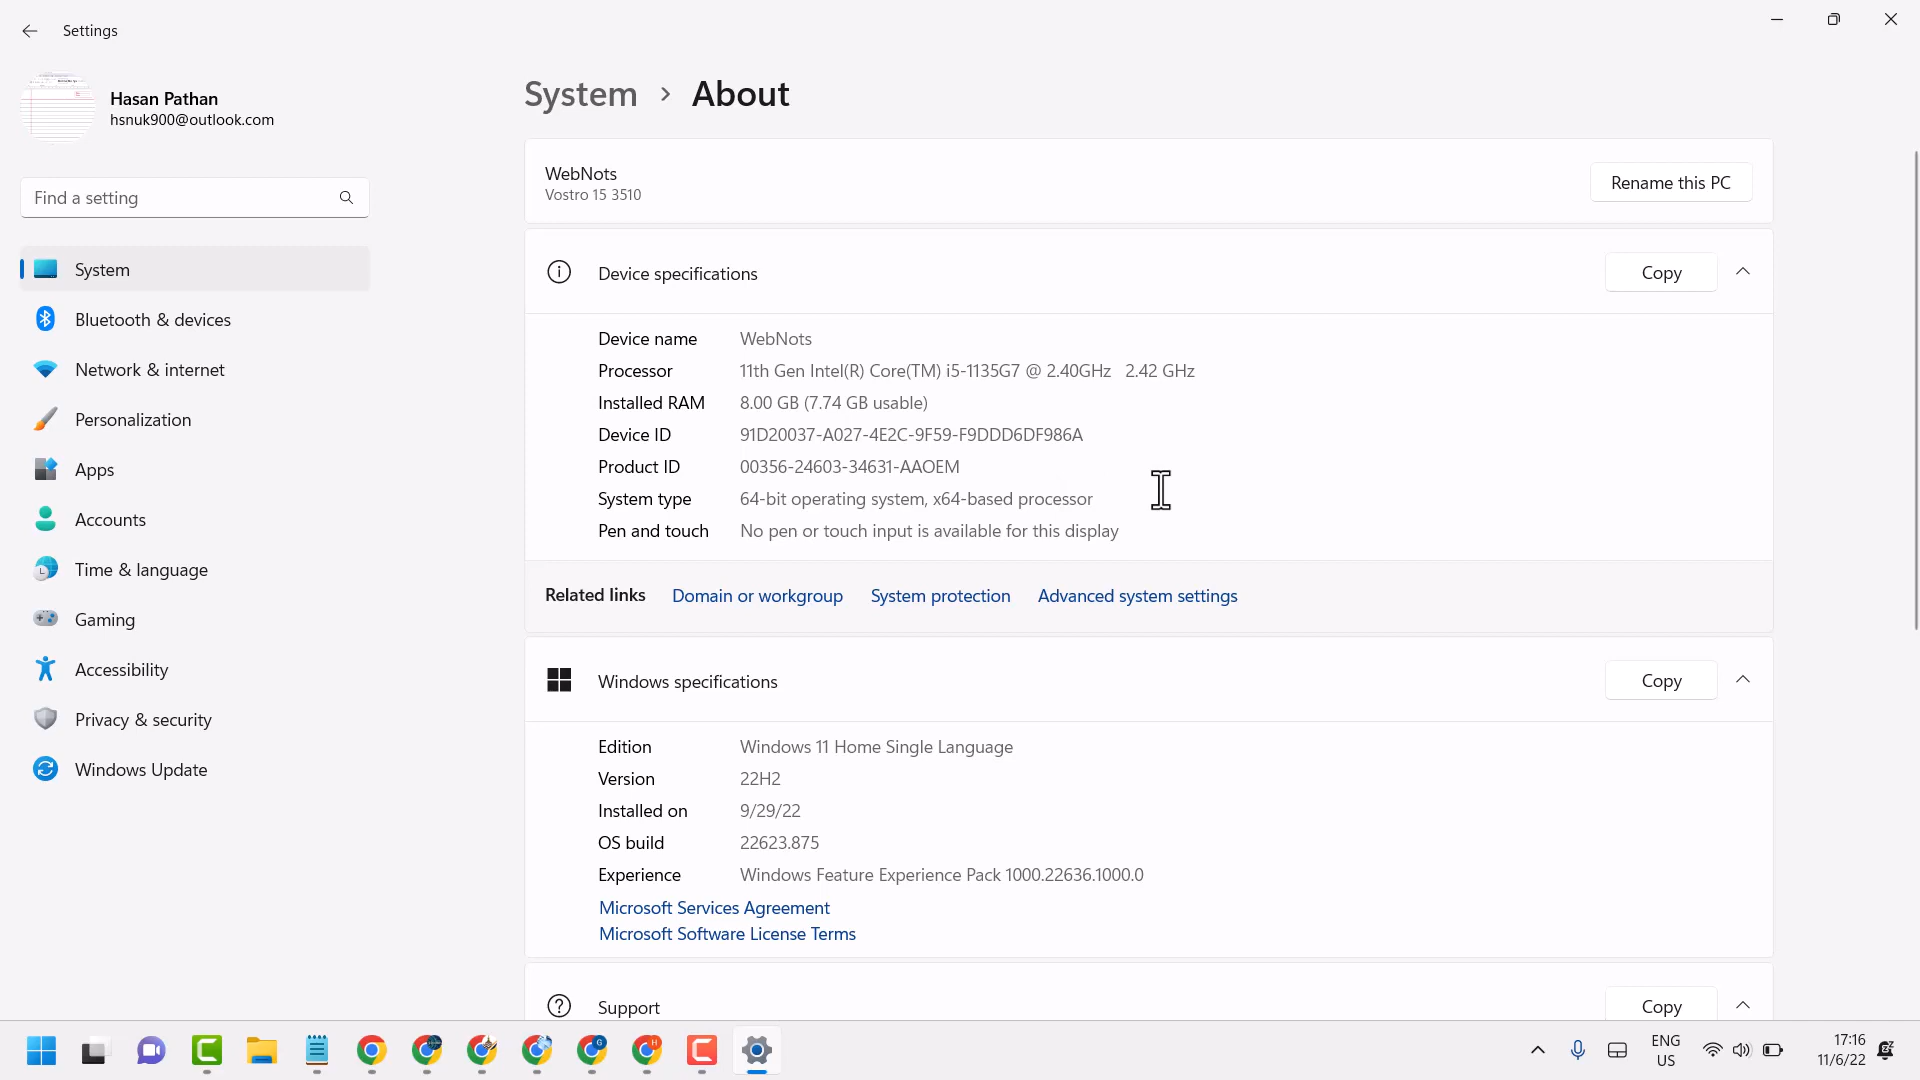 Settings
Hasan Pathan
hsnuk900@outlook.com
Find a setting
System
Bluetooth & devices
Network & internet
Personalization
Apps
Accounts
Time & language
Gaming
Accessibility
Privacy & security
Windows Update
System > About
WebNots
Vostro 15 3510
Rename this PC
Device specifications
Copy
Device name WebNots
Processor 11th Gen Intel(R) Core(TM) i5-1135G7 @ 2.40GHz 2.42 GHz
Installed RAM 8.00 GB (7.74 GB usable)
Device ID 91D20037-A027-4E2C-9F59-F9DDD6DF986A
Product ID 00356-24603-34631-AAOEM
System type 64-bit operating system, x64-based processor
Pen and touch No pen or touch input is available for this display
Related links Domain or workgroup System protection Advanced system settings
Windows specifications
Copy
Edition Windows 11 Home Single Language
Version 22H2
Installed on 9/29/22
OS build 22623.875
Experience Windows Feature Experience Pack 1000.22636.1000.0
Microsoft Services Agreement
Microsoft Software License Terms
Support
Copy
ENG
US
17:16
11/6/22